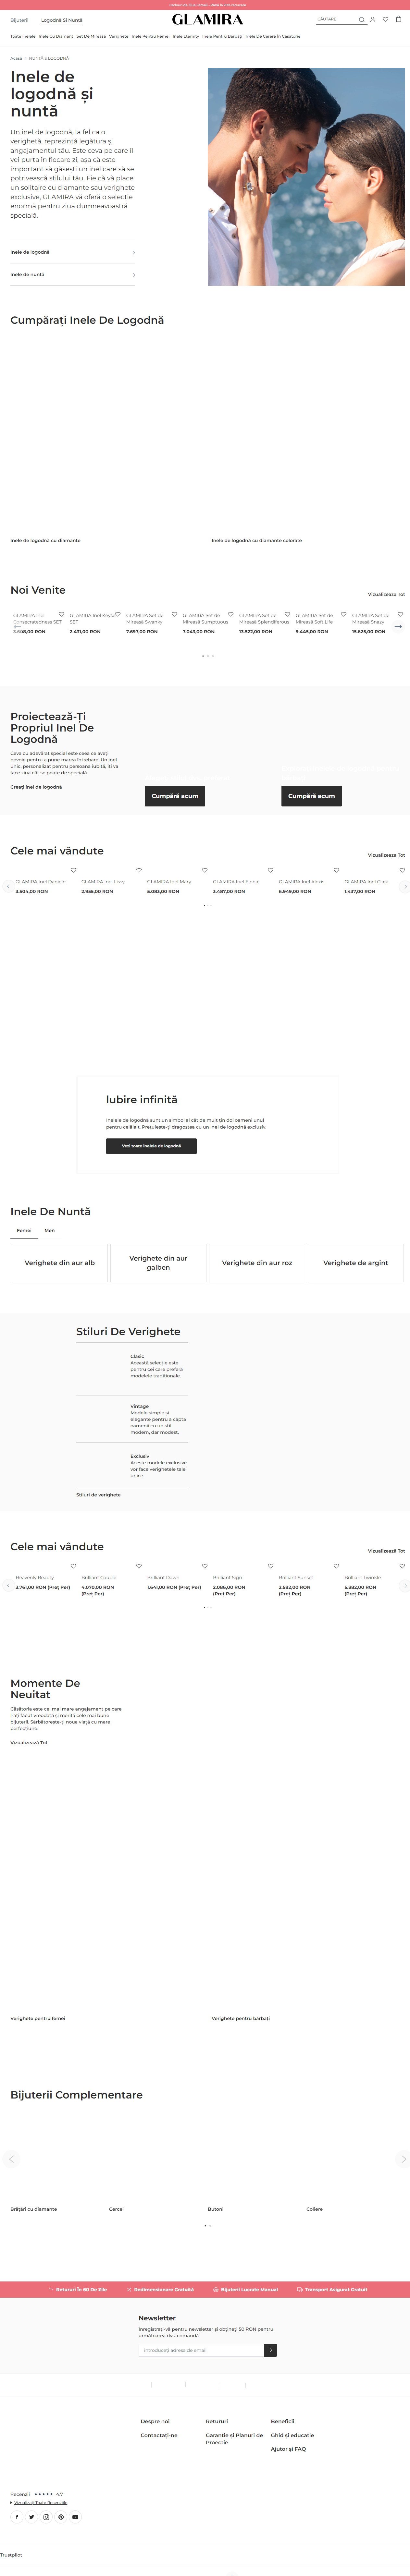 Cadouri de Ziua Femeii - Până la 15% reducere
Bijuterii
Logodnă Si Nuntă
GLAMIRA
CĂUTARE
Toate Inelele
Inele Cu Diamant
Set De Mireasă
Verighete
Inele Pentru Femei
Inele Eternity
Inele Pentru Bărbați
Inele De Cerere În Căsătorie
Acasă > NUNTĂ & LOGODNĂ
Inele de
logodnă și
nuntă
Un inel de logodnă, la fel ca o
verighetă, reprezintă legătura și
angajamentul tău. Este ceva pe care îl
vei purta în fiecare zi, așa că este
important să găsești un inel care să se
potrivească stilului tău. Fie că vă place
un solitaire cu diamante sau verighete
exclusive, GLAMIRA vă oferă o selecție
enormă pentru ziua dumneavoastră
specială.
Inele de logodnă
Inele de nuntă
Cumpărați Inele De Logodnă
Inele de logodnă cu diamante
Inele de logodnă cu diamante colorate
Noi Venite
Vizualizeaza Tot
GLAMIRA Inel
Consecratedness SET
RON
GLAMIRA Inel Keyser
SET
2.431,00 RON
GLAMIRA Set de
Mireasă Swanky
7.697,00 RON
GLAMIRA Set de
Mireasă Sumptuous
7.043,00 RON
GLAMIRA Set de
Mireasă Splendiferous
13.522,00 RON
GLAMIRA Set de
Mireasă Soft Life
9.445,00 RON
GLAMIRA Set de
Mireasă Snazy
15.625,00 RON
Proiectează-Ți
Propriul Inel De
Logodnă
Ceva cu adevărat special este ceea ce aveți
nevoie pentru a pune marea întrebare. Un inel
unic, personalizat pentru persoana iubită, îți va
face ziua cât se poate de specială.
Creați inel de logodnă
Cumpără acum
Cumpără acum
Cele mai vândute
Vizualizeaza Tot
GLAMIRA Inel Daniele
3.504,00 RON
GLAMIRA Inel Lissy
2.955,00 RON
GLAMIRA Inel Mary
5.083,00 RON
GLAMIRA Inel Elena
3.487,00 RON
GLAMIRA Inel Alexis
6.949,00 RON
GLAMIRA Inel Clara
1.437,00 RON
Iubire infinită
Inelele de logodnă sunt un simbol al cât de mult țin doi oameni unul
pentru celălalt. Prețuiește-ți dragostea cu un inel de logodnă exclusiv.
Vezi toate inelele de logodnă
Inele De Nuntă
Femei
Men
Verighete din aur alb
Verighete din aur
galben
Verighete din aur roz
Verighete de argint
Stiluri De Verighete
Clasic
Această selecție este
pentru cei care preferă
modelele tradiționale.
Vintage
Modele simple și
elegante pentru a capta
oamenii cu un stil
modern, dar modest.
Exclusiv
Aceste modele exclusive
vor face verighetele tale
unice.
Stiluri de verighete
Cele mai vândute
Vizualizează Tot
Heavenly Beauty
3.761,00 RON (Preț Per)
Brilliant Couple
4.070,00 RON
(Preț Per)
Brilliant Dawn
1.641,00 RON (Preț Per)
Brilliant Sign
2.086,00 RON
(Preț Per)
Brilliant Sunset
2.582,00 RON
(Preț Per)
Brilliant Twinkle
5.382,00 RON
(Preț Per)
Momente De
Neuitat
Căsătoria este cel mai mare angajament pe care
l-ați făcut vreodată și merită cele mai bune
bijuterii. Sărbătorește-ți noua viață cu mare
perfecțiune.
Vizualizează Tot
Verighete pentru femei
Verighete pentru bărbați
Bijuterii Complementare
Brățări cu diamante
Cercei
Butoni
Coliere
Retururi În 60 De Zile
Redimensionare Gratuită
Bijuterii Lucrate Manual
Transport Asigurat Gratuit
Newsletter
Înregistrați-vă pentru newsletter și obțineți 50 RON pentru
următoarea dvs. comandă
Introduceți adresa de email
Despre noi
Contactați-ne
Retururi
Garantie și Planuri de
Proectie
Beneficii
Ghid și educatie
Ajutor și FAQ
Recenzii ★★★★★ 4.7
Vizualizați Toate Recenziile
Trustpilot